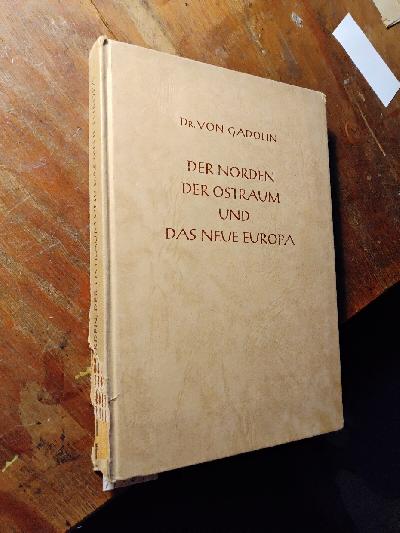 DR. VON GADOLIN
DER NORDEN
DER OSTRAUM
UND
DAS NEUE EUROPA